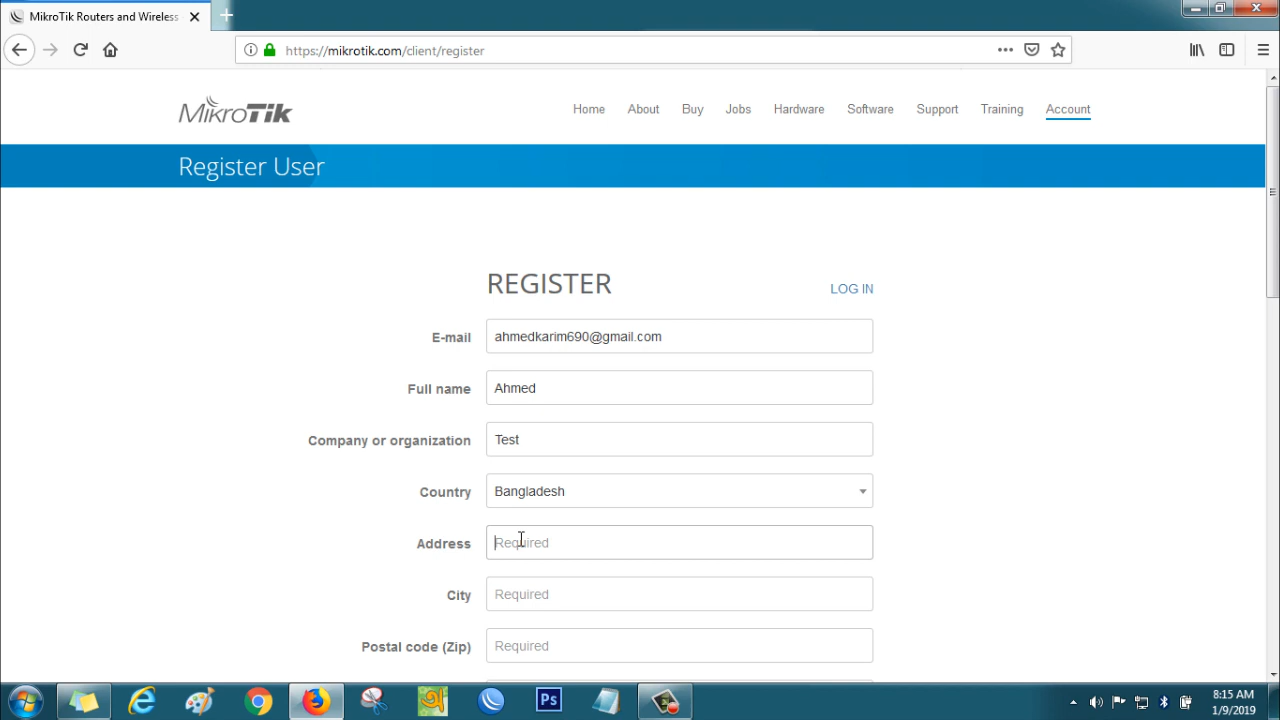 MikroTik Routers and Wireless
https://mikrotik.com/client/register
MikroTik
Home About Buy Jobs Hardware Software Support Training Account
Register User
REGISTER
LOG IN
E-mail ahmedkarim690@gmail.com
Full name Ahmed
Company or organization Test
Country Bangladesh
Address Required
City Required
Postal code (Zip) Required
Ps
8:15 AM
1/9/2019